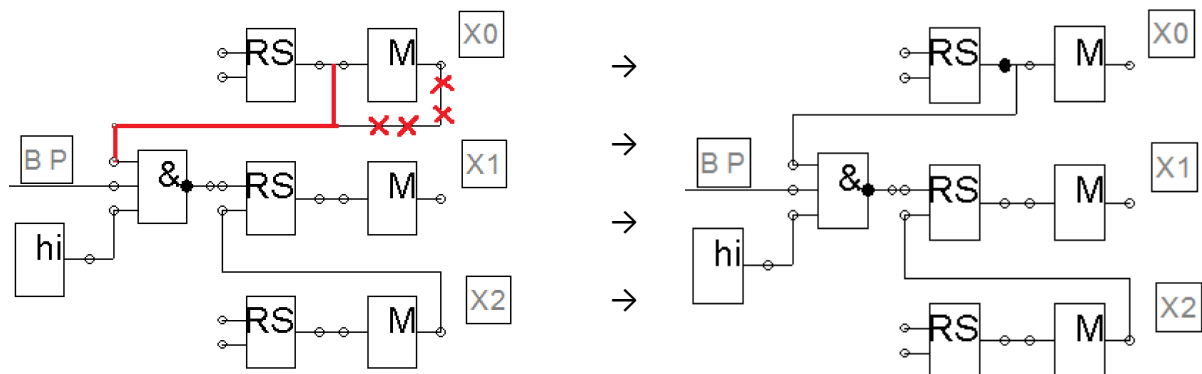 RS M X0
B P & RS M X1
hi
RS M X2
→
→
→
→
RS M X0
B P & RS M X1
hi
RS M X2